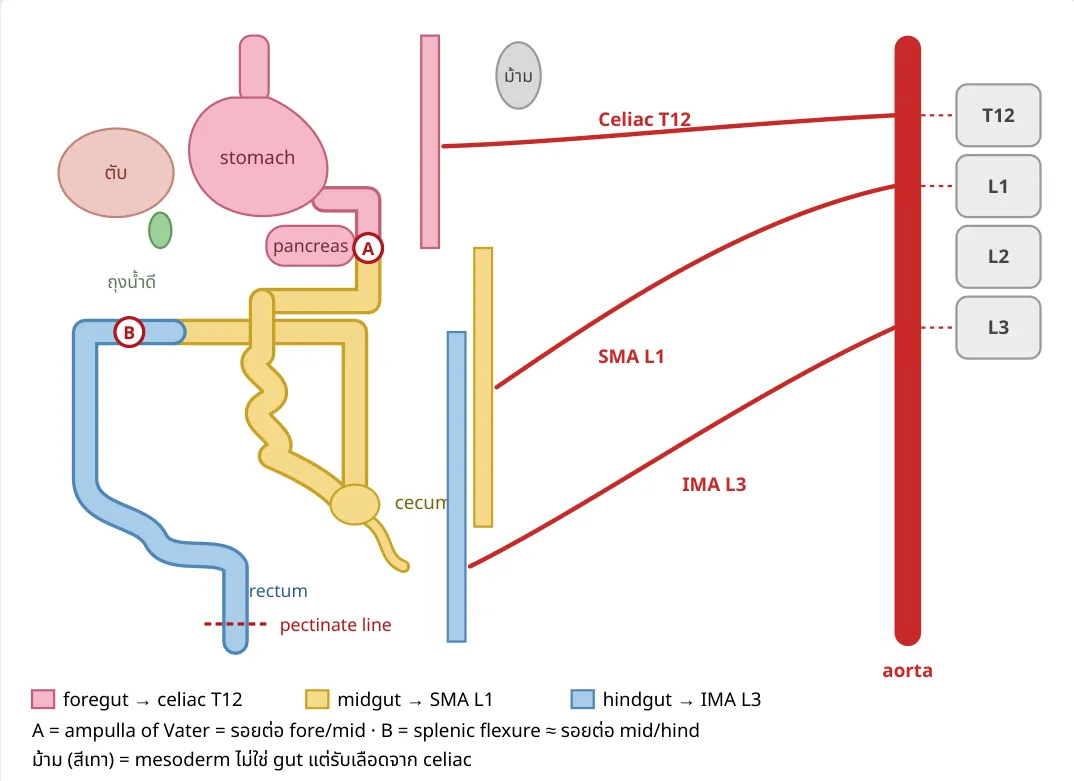 ม้าม
Celiac T12
T12
stomach
ตับ
L1
pancreas
A
L2
ถุงน้ำดี
B
L3
SMA L1
IMA L3
cecum
rectum
pectinate line
aorta
foregut → celiac T12
midgut → SMA L1
hindgut → IMA L3
A = ampulla of Vater = รอยต่อ fore/mid · B = splenic flexure ≈ รอยต่อ mid/hind
ม้าม (สีเทา) = mesoderm ไม่ใช่ gut แต่รับเลือดจาก celiac